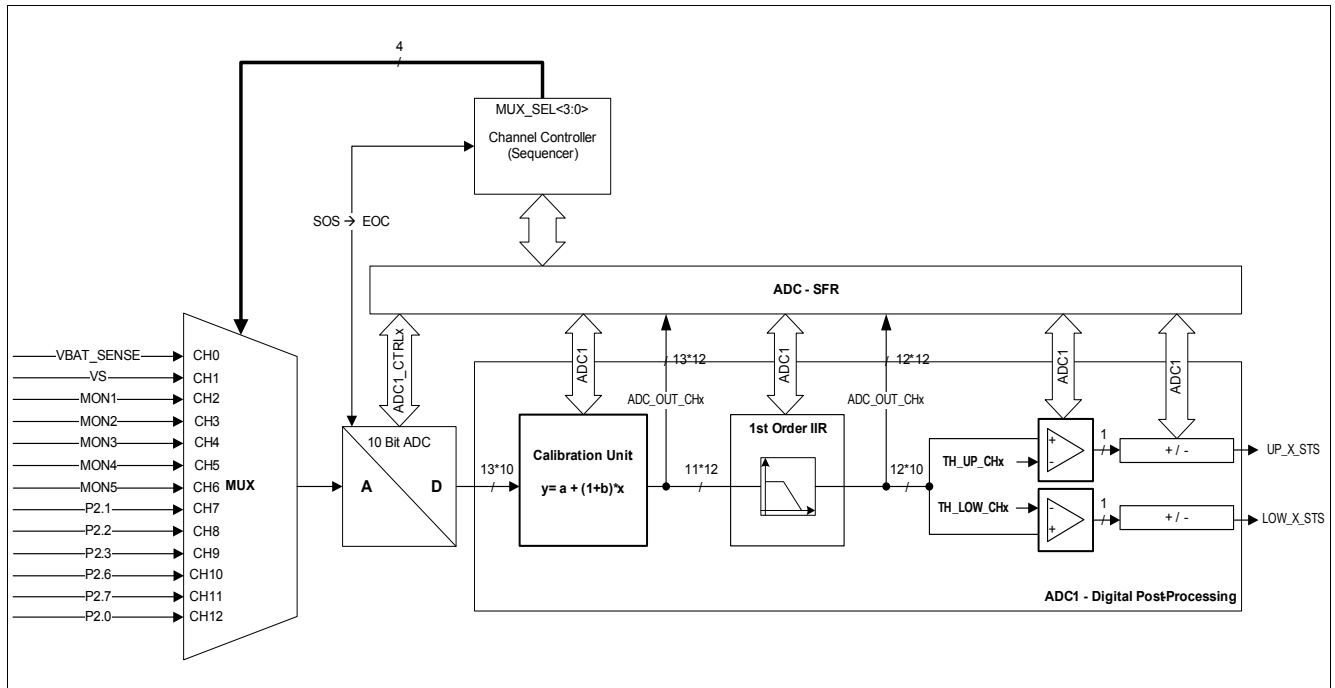 4
MUX_SEL<3:0>
Channel Controller
(Sequencer)
SOS → EOC
ADC - SFR
VBAT_SENSE
VS
MON1
MON2
MON3
MON4
MON5
P2.1
P2.2
P2.3
P2.6
P2.7
P2.0
CH0
CH1
CH2
CH3
CH4
CH5
CH6
CH7
CH8
CH9
CH10
CH11
CH12
MUX
ADC1_CTRLx
10 Bit ADC
A
D
13*10
ADC1
Calibration Unit
y= a + (1+b)*x
13*12
ADC_OUT_CHx
11*12
ADC1
1st Order IIR
12*12
ADC_OUT_CHx
12*10
TH_UP_CHx
TH_LOW_CHx
ADC1
+
-
-
+
1
1
ADC1
+ / -
+ / -
UP_X_STS
LOW_X_STS
ADC1 - Digital Post-Processing